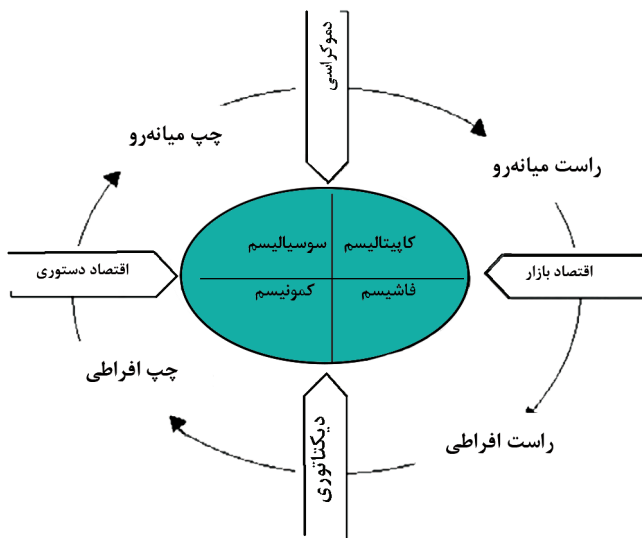 دموکراسی
چپ میانه‌رو
راست میانه‌رو
کاپیتالیسم
سوسیالیسم
اقتصاد بازار
اقتصاد دستوری
فاشیسم
کمونیسم
چپ افراطی
راست افراطی
دیکتاتوری